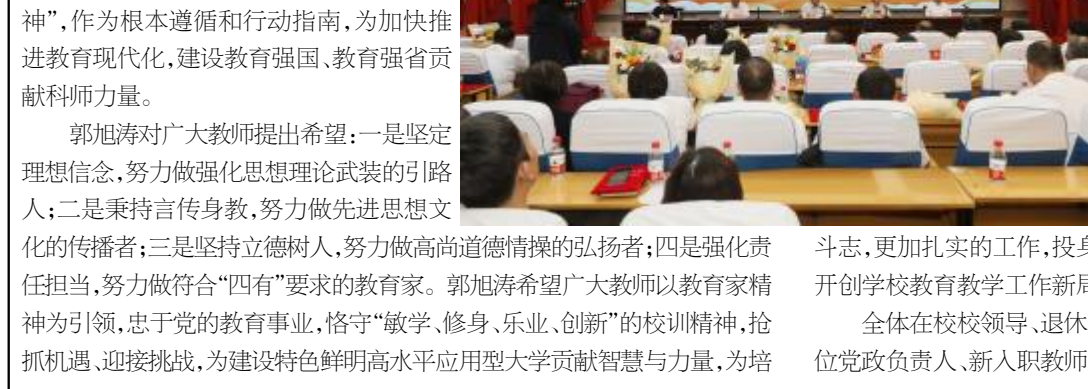 神”,作为根本遵循和行动指南,为加快推
进教育现代化,建设教育强国、教育强省贡
献科师力量。
郭旭涛对广大教师提出希望:一是坚定
理想信念,努力做强化思想理论武装的引路
人;二是秉持言传身教,努力做先进思想文
化的传播者;三是坚持立德树人,努力做高尚道德情操的弘扬者;四是强化责
任担当,努力做符合“四有”要求的教育家。郭旭涛希望广大教师以教育家精
神为引领,忠于党的教育事业,恪守“敏学、修身、乐业、创新”的校训精神,抢
抓机遇、迎接挑战,为建设特色鲜明高水平应用型大学贡献智慧与力量,为培
斗志,更加扎实的工作,投身
开创学校教育教学工作新局
全体在校校领导、退休
位党政负责人、新入职教师